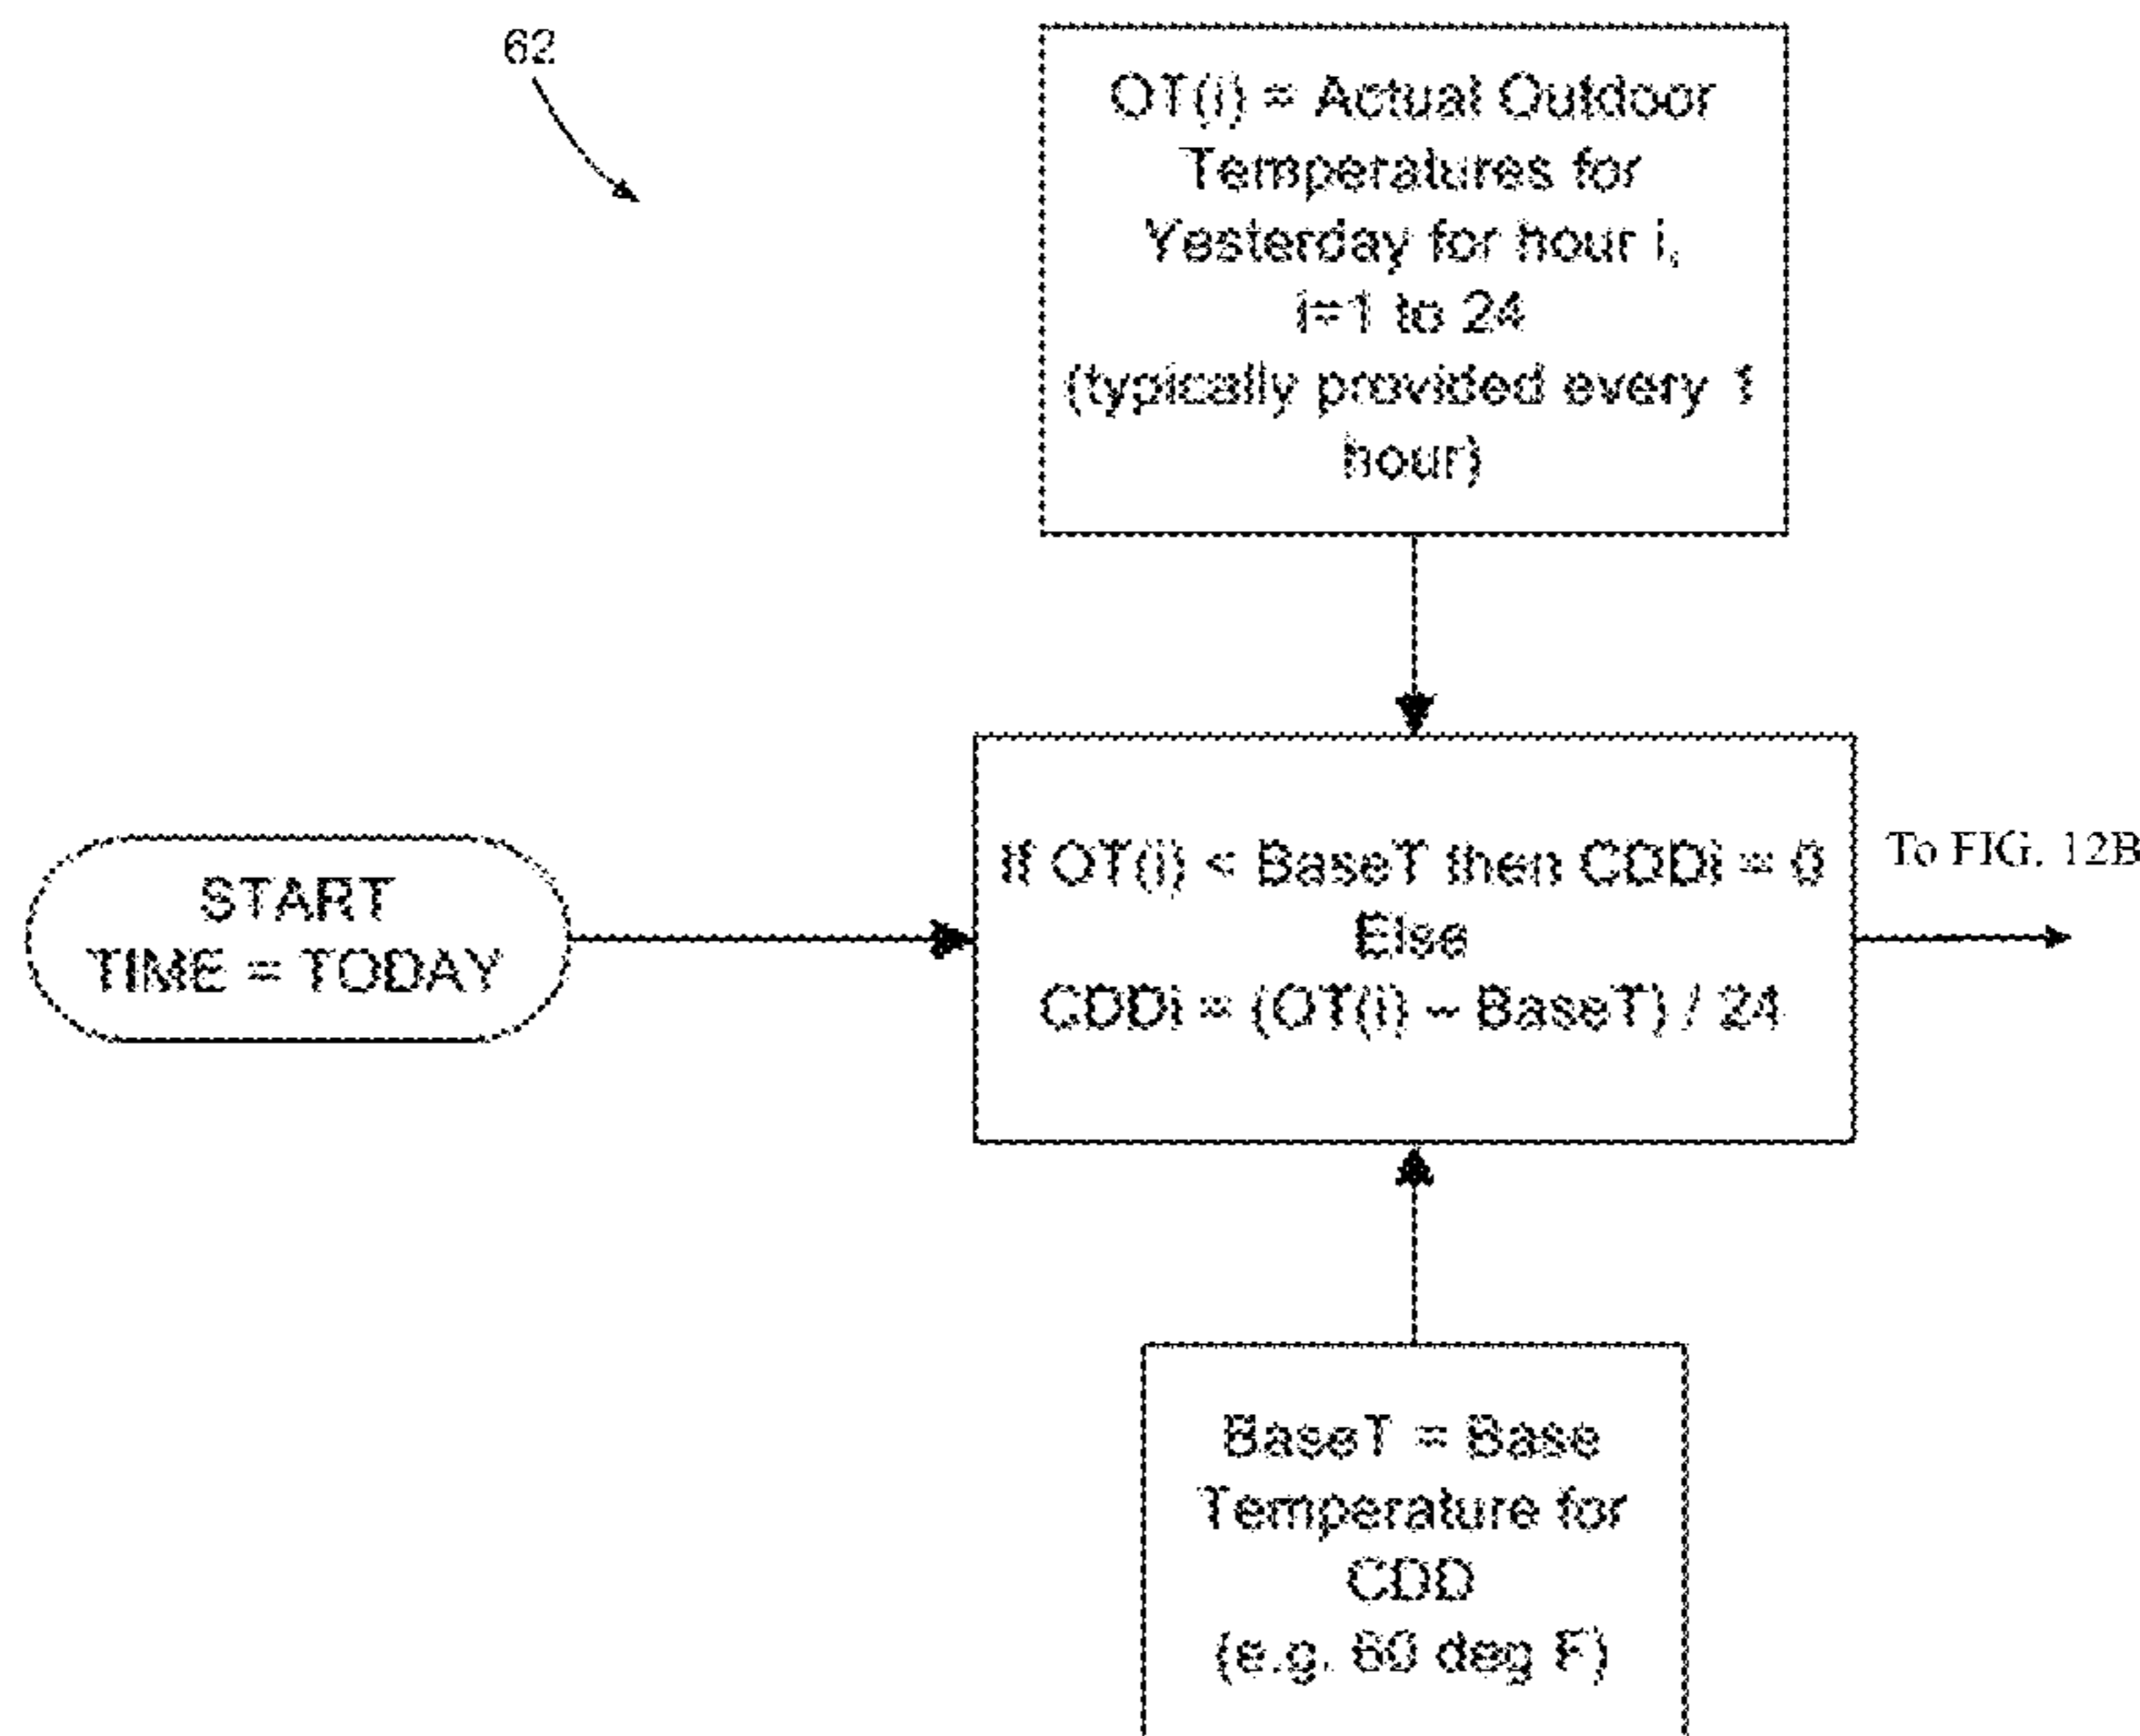 62
OT(i) = Actual Outdoor
Temperatures for
Yesterday for hour i,
i=1 to 24
(typically provided every 1
hour)
START
TIME = TODAY
If OT(i) < BaseT then CDDi = 0
Else
CDDi = (OT(i) – BaseT) / 24
To FIG. 12B
BaseT = Base
Temperature for
CDD
(e.g. 60 deg F)